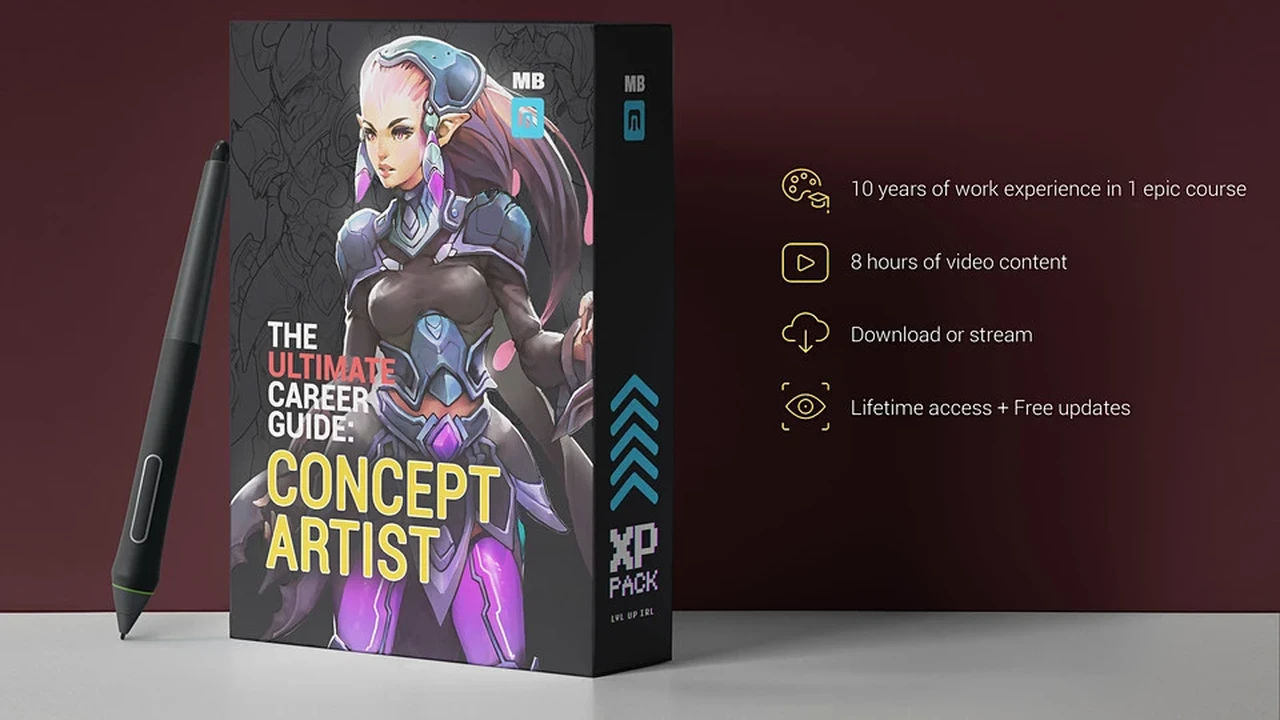 MB
THE
ULTIMATE
CAREER
GUIDE:
CONCEPT
ARTIST
MB
XP
PACK
LVL UP IRL
10 years of work experience in 1 epic course
8 hours of video content
Download or stream
Lifetime access + Free updates